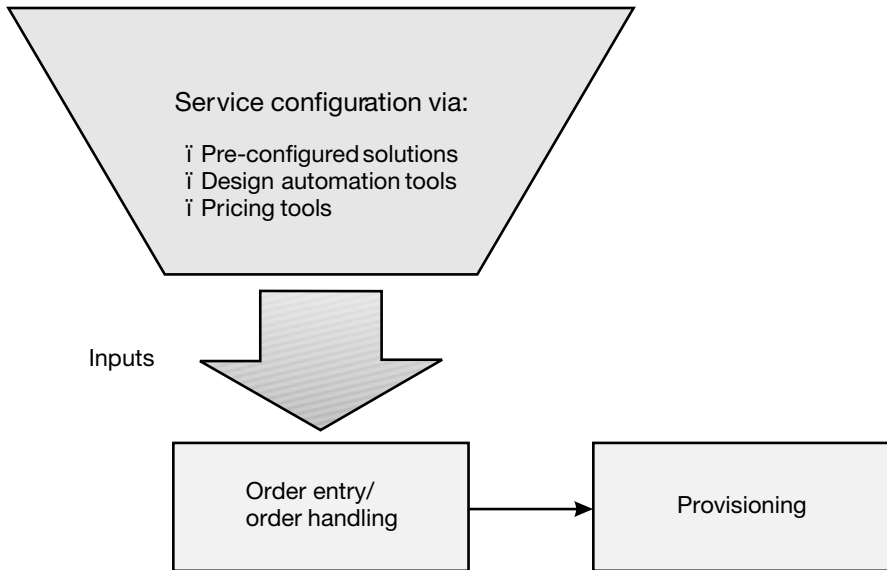 Service configuration via:
ï Pre-configured solutions
ï Design automation tools
ï Pricing tools
Inputs
Order entry/
order handling
Provisioning